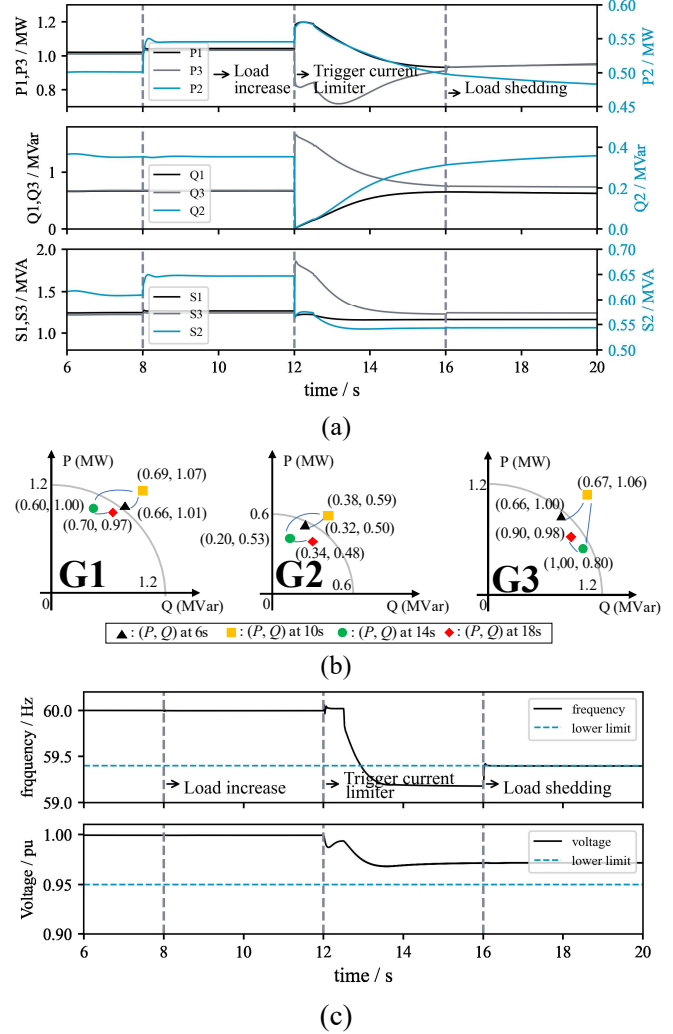 P1,P3 / MW
1.2
1.0
0.8
P1
P3
P2
Load
increase
Trigger current
Limiter
Load shedding
0.60
0.55
0.50
0.45
P2 / MW
Q1,Q3 / MVar
1
0
Q1
Q3
Q2
0.4
0.2
0.0
Q2 / MVar
S1,S3 / MVA
2.0
1.5
1.0
S1
S3
S2
0.70
0.65
0.60
0.55
0.50
S2 / MVA
6 8 10 12 14 16 18 20
time / s
(a)
P (MW)
1.2
(0.69, 1.07)
(0.60, 1.00)
(0.66, 1.01)
(0.70, 0.97)
G1
1.2
0
Q (MVar)
P (MW)
0.6
(0.38, 0.59)
(0.32, 0.50)
(0.20, 0.53)
(0.34, 0.48)
G2
0.6
0
Q (MVar)
P (MW)
1.2
(0.67, 1.06)
(0.66, 1.00)
(0.90, 0.98)
(1.00, 0.80)
G3
1.2
0
Q (MVar)
: (P, Q) at 6s : (P, Q) at 10s : (P, Q) at 14s : (P, Q) at 18s
(b)
frqquency / Hz
60.0
59.5
59.0
frequency
lower limit
Load increase
Trigger current
limiter
Load shedding
Voltage / pu
1.00
0.95
0.90
voltage
lower limit
6 8 10 12 14 16 18 20
time / s
(c)